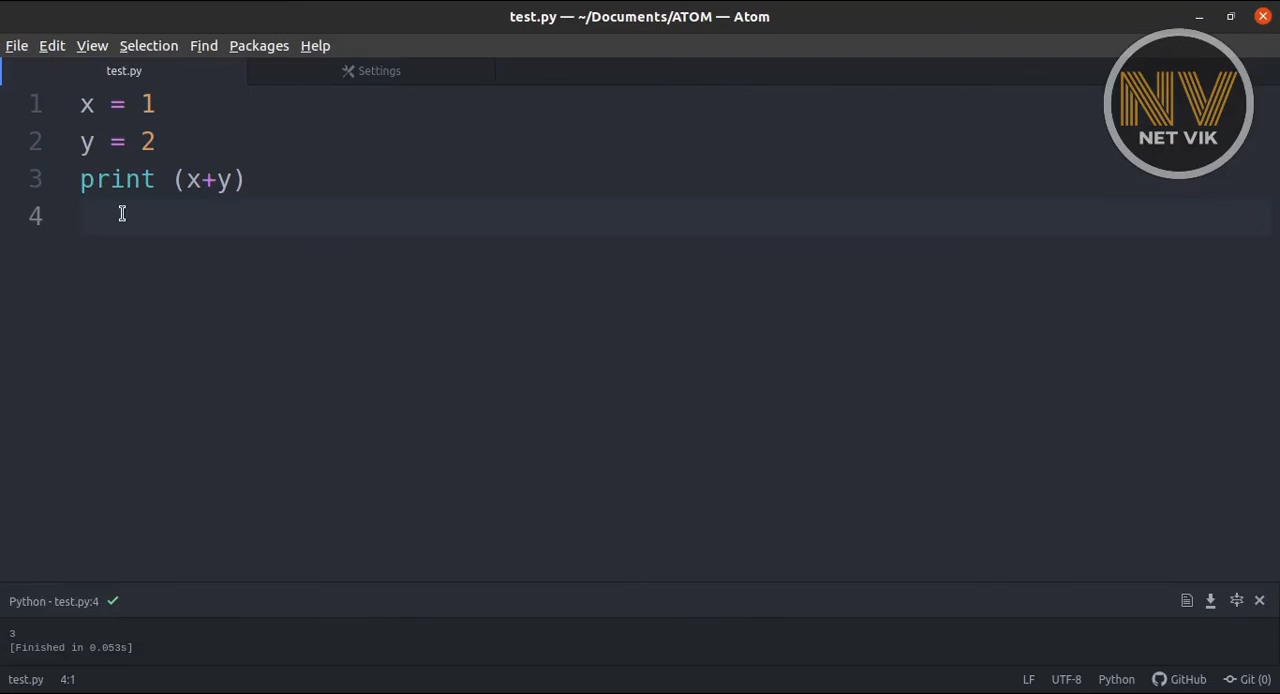 test.py — ~/Documents/ATOM — Atom
File Edit View Selection Find Packages Help
test.py Settings
NV
NET VIK
1 x = 1
2 y = 2
3 print (x+y)
4
Python - test.py:4
3
[Finished in 0.053s]
test.py 4:1 LF UTF-8 Python GitHub Git (0)